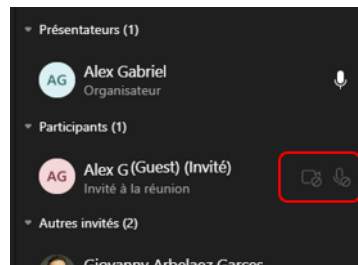 Présentateurs (1)
AG
Alex Gabriel
Organisateur
Participants (1)
AG
Alex G (Guest) (Invité)
Invité à la réunion
Autres invités (2)
Giovanny Arbelaez Garces